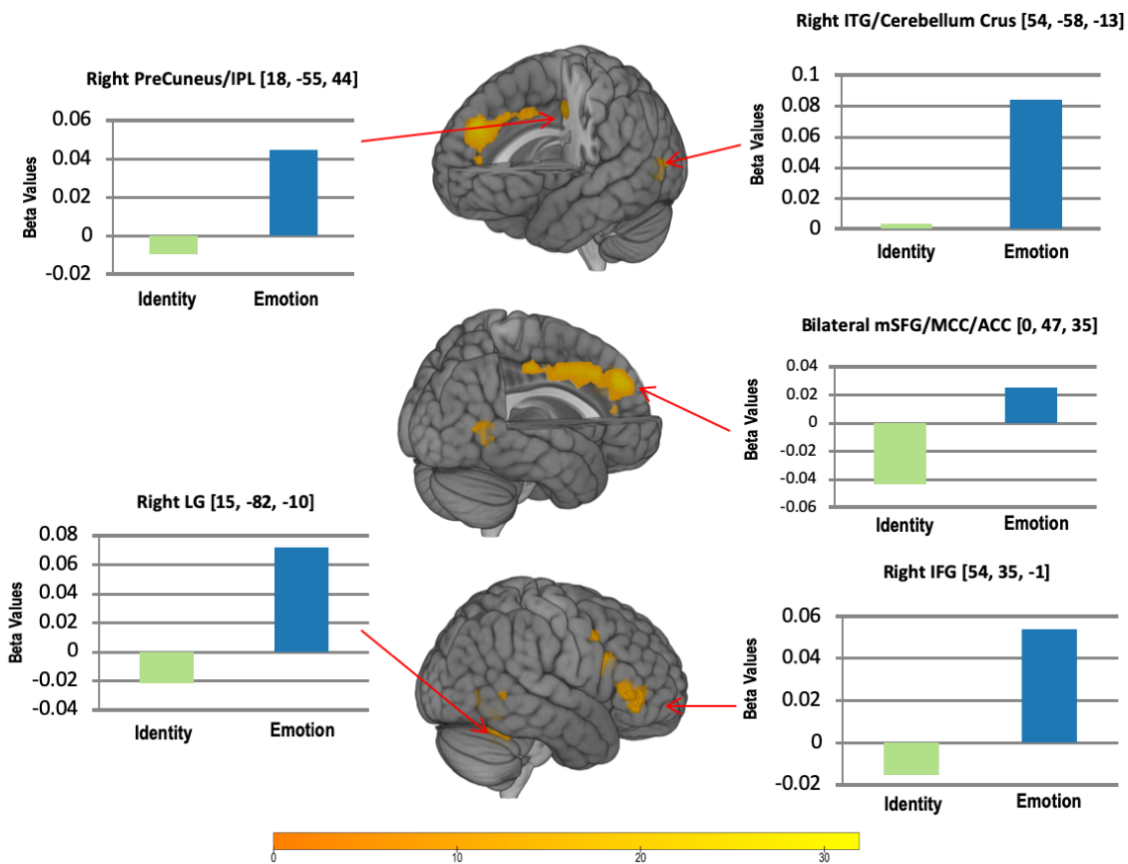 Right ITG/Cerebellum Crus [54, -58, -13]
Right PreCuneus/IPL [18, -55, 44]
0.06
0.04
0.02
0
-0.02
Beta Values
Identity
Emotion
0.1
0.08
0.06
0.04
0.02
0
Beta Values
Identity
Emotion
Bilateral mSFG/MCC/ACC [0, 47, 35]
0.04
0.02
0
-0.02
-0.04
-0.06
Beta Values
Identity
Emotion
Right LG [15, -82, -10]
0.08
0.06
0.04
0.02
0
-0.02
-0.04
Beta Values
Identity
Emotion
Right IFG [54, 35, -1]
0.06
0.04
0.02
0
-0.02
Beta Values
Identity
Emotion
0
10
20
30